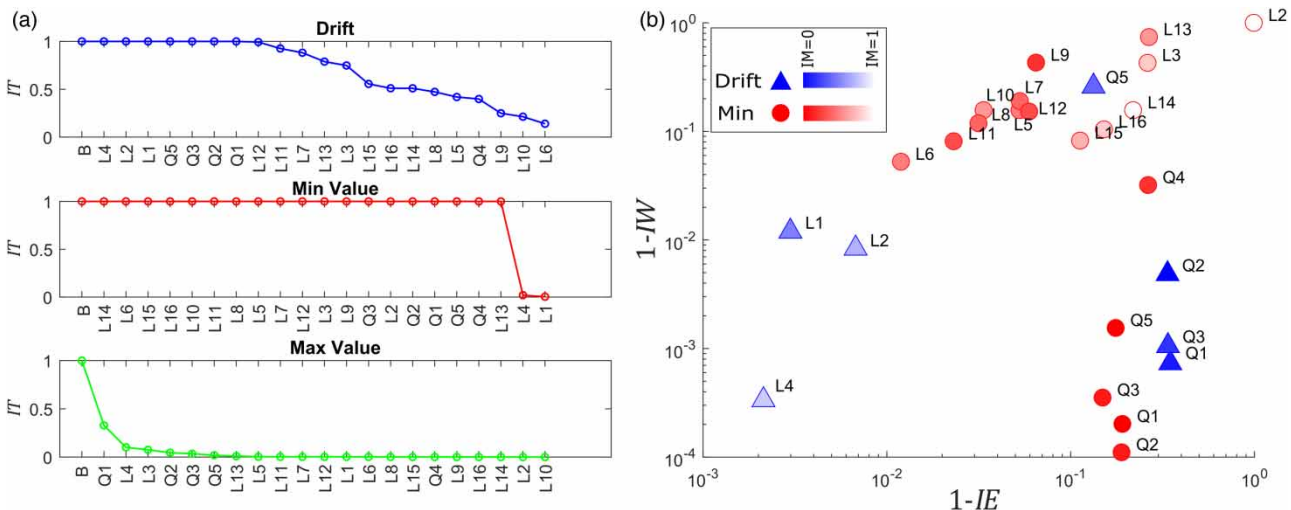 (a)
Drift
IT
1
0.5
0
B L4 L2 L1 Q5 Q3 Q2 Q1 L12 L11 L7 L13 L3 L15 L16 L14 L8 L5 Q4 L9 L10 L6
Min Value
IT
1
0.5
0
B L14 L6 L15 L16 L10 L11 L8 L5 L7 L12 L3 L9 Q3 L2 Q2 Q1 Q5 Q4 L13 L4 L1
Max Value
IT
1
0.5
0
B Q1 L4 L3 Q2 Q3 Q5 L13 L5 L11 L7 L12 L1 L6 L8 L15 Q4 L9 L16 L14 L2 L10
(b)
IM=0 IM=1
Drift
Min
L2
L13
L3
L9
Q5
L7
L10
L14
L8
L12
L5
L16
L11
L15
L6
Q4
L1
L2
Q2
Q5
Q3
Q1
L4
Q3
Q1
Q2
1-IW
10⁰
10⁻¹
10⁻²
10⁻³
10⁻⁴
10⁻³ 10⁻² 10⁻¹ 10⁰
1-IE